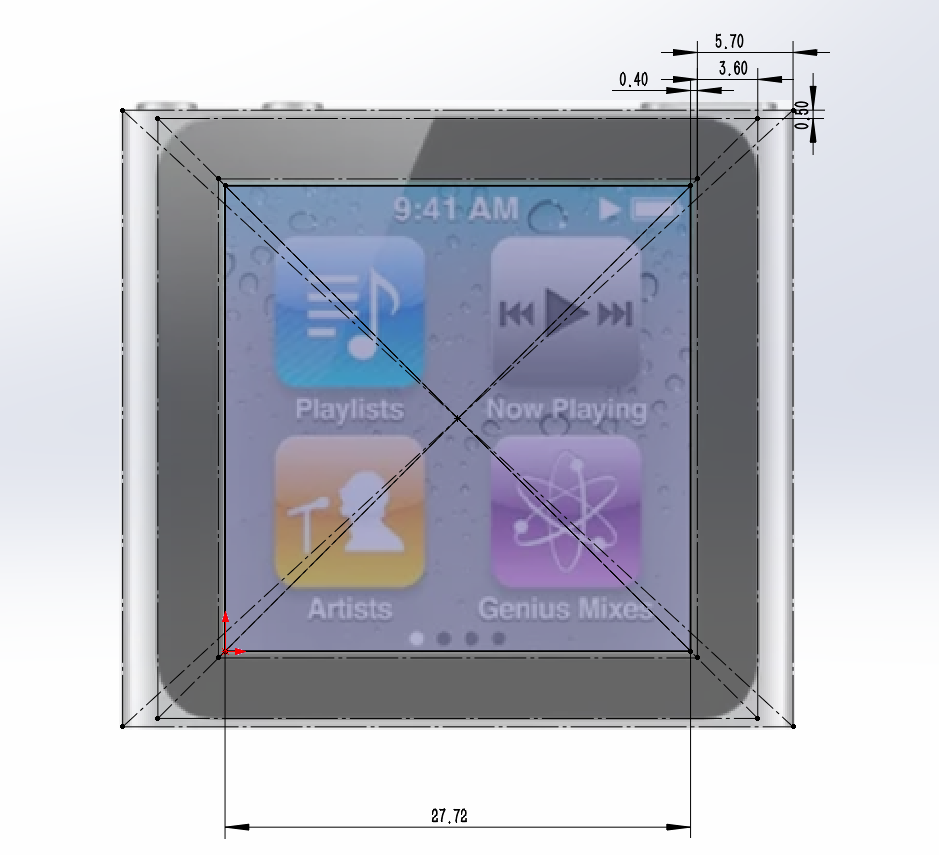 5.70
3.60
0.40
0.50
9:41 AM
Playlists
Now Playing
Artists
Genius Mixes
27.72